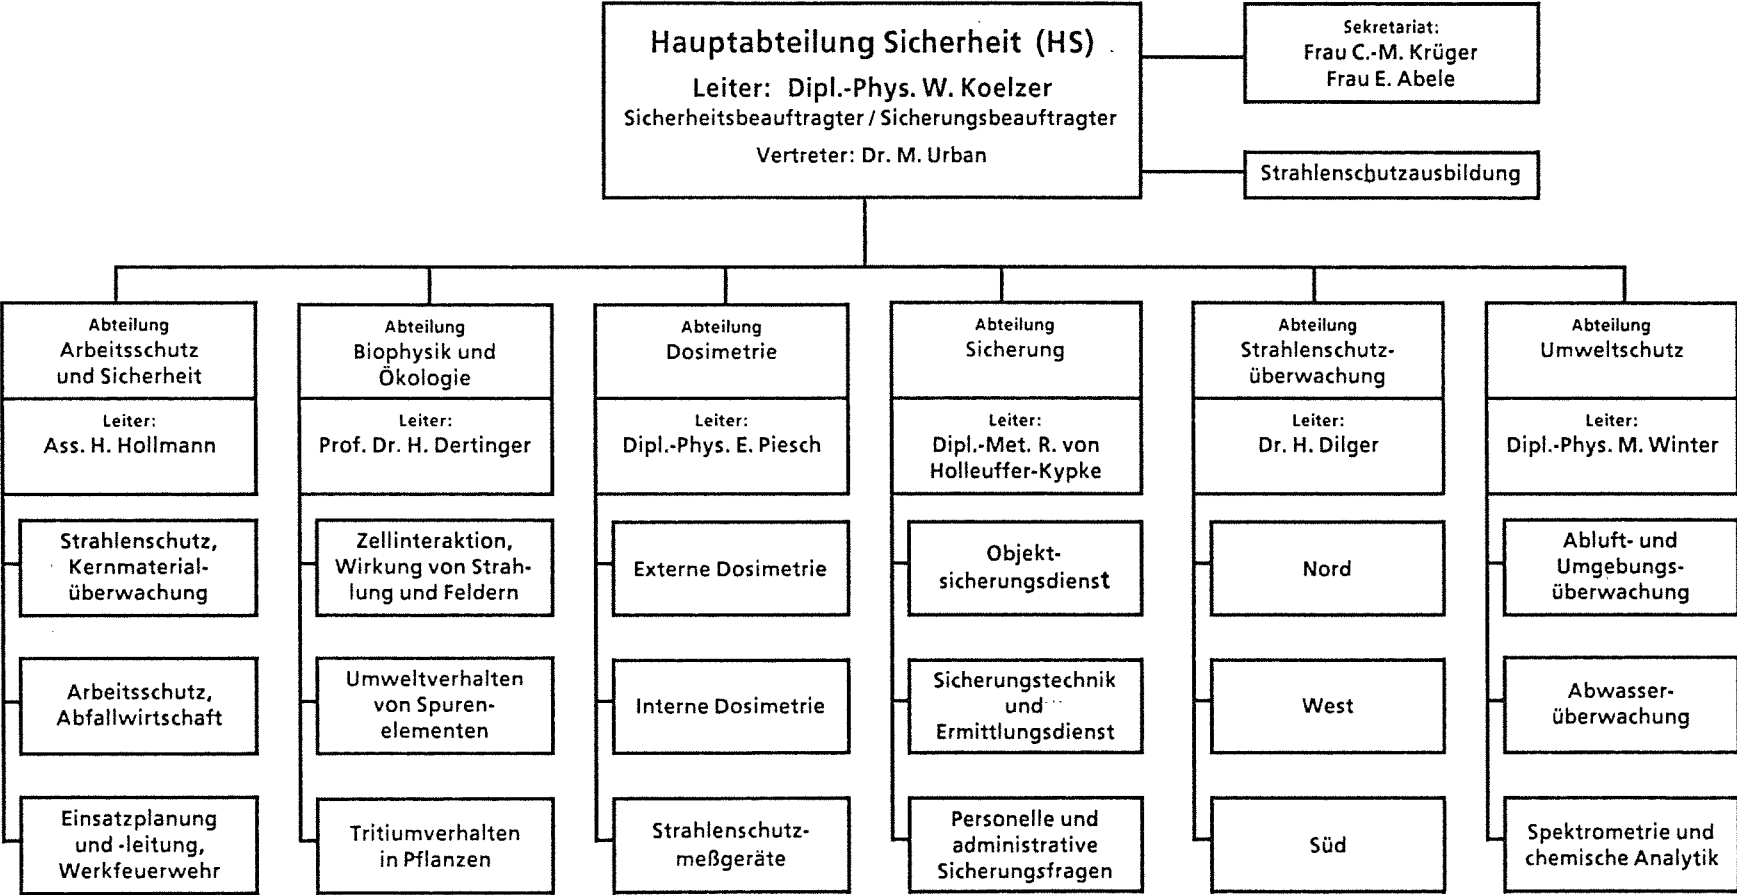 Hauptabteilung Sicherheit (HS)
Leiter: Dipl.-Phys. W. Koelzer
Sicherheitsbeauftragter / Sicherungsbeauftragter
Vertreter: Dr. M. Urban
Sekretariat:
Frau C.-M. Krüger
Frau E. Abele
Strahlenschutzausbildung
Abteilung
Arbeitsschutz
und Sicherheit
Leiter:
Ass. H. Hollmann
Strahlenschutz,
Kernmaterial-
überwachung
Arbeitsschutz,
Abfallwirtschaft
Einsatzplanung
und -leitung,
Werkfeuerwehr
Abteilung
Biophysik und
Ökologie
Leiter:
Prof. Dr. H. Dertinger
Zellinteraktion,
Wirkung von Strah-
lung und Feldern
Umweltverhalten
von Spuren-
elementen
Tritiumverhalten
in Pflanzen
Abteilung
Dosimetrie
Leiter:
Dipl.-Phys. E. Piesch
Externe Dosimetrie
Interne Dosimetrie
Strahlenschutz-
meßgeräte
Abteilung
Sicherung
Leiter:
Dipl.-Met. R. von
Holleuffer-Kypke
Objekt-
sicherungsdienst
Sicherungstechnik
und
Ermittlungsdienst
Personelle und
administrative
Sicherungsfragen
Abteilung
Strahlenschutz-
überwachung
Leiter:
Dr. H. Dilger
Nord
West
Süd
Abteilung
Umweltschutz
Leiter:
Dipl.-Phys. M. Winter
Abluft- und
Umgebungs-
überwachung
Abwasser-
überwachung
Spektrometrie und
chemische Analytik